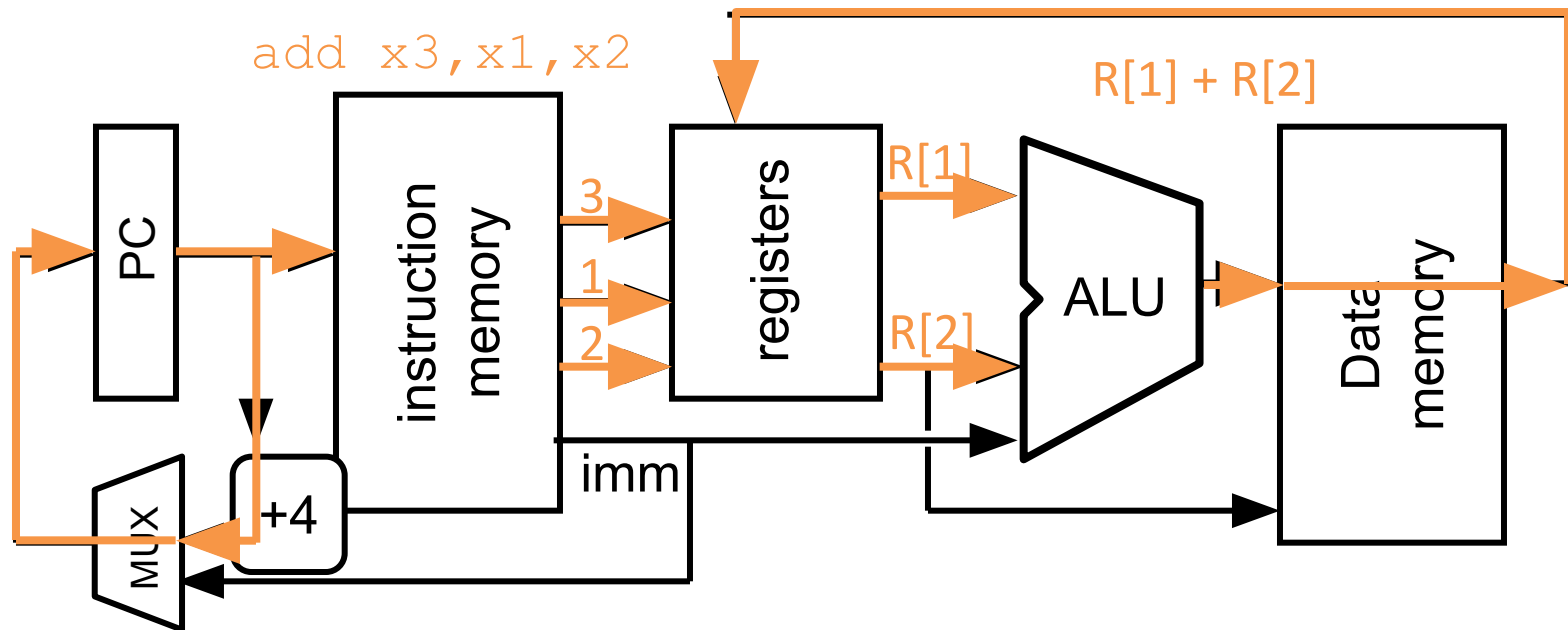 add x3,x1,x2
R[1] + R[2]
PC
instruction
memory
3
1
2
registers
R[1]
R[2]
ALU
Data
memory
imm
+4
MUX